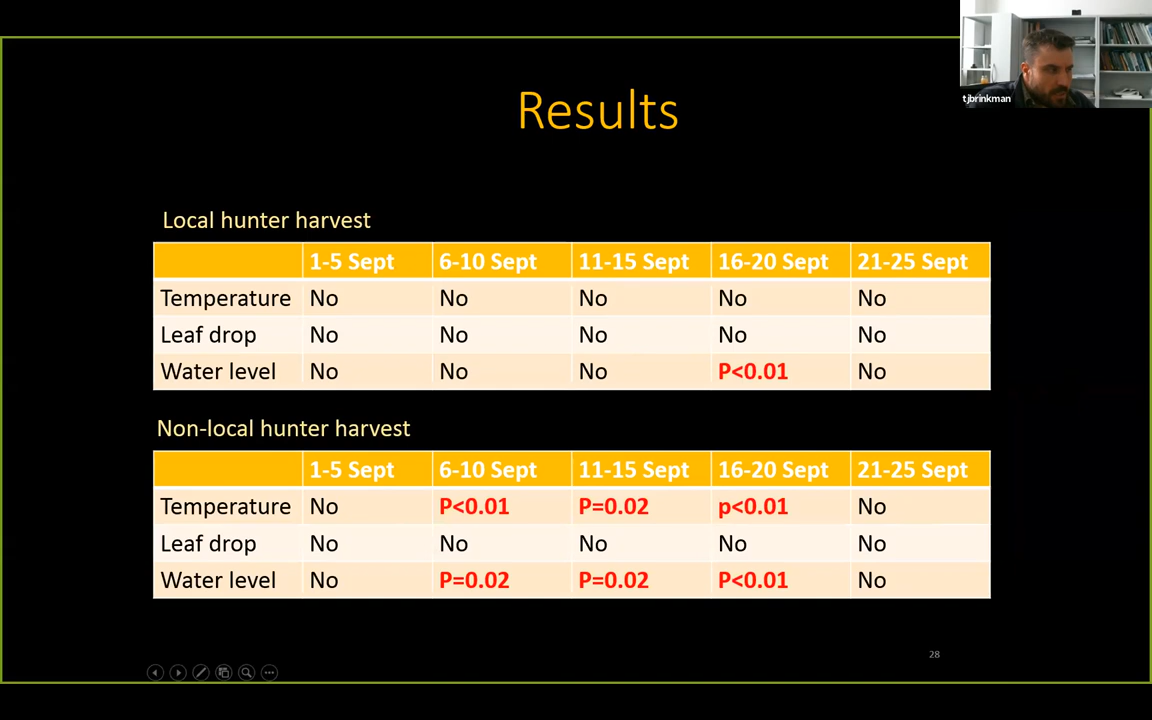 tjbrinkman
Results
Local hunter harvest
1-5 Sept 6-10 Sept 11-15 Sept 16-20 Sept 21-25 Sept
Temperature No No No No No
Leaf drop No No No No No
Water level No No No P<0.01 No
Non-local hunter harvest
1-5 Sept 6-10 Sept 11-15 Sept 16-20 Sept 21-25 Sept
Temperature No P<0.01 P=0.02 p<0.01 No
Leaf drop No No No No No
Water level No P=0.02 P=0.02 P<0.01 No
28